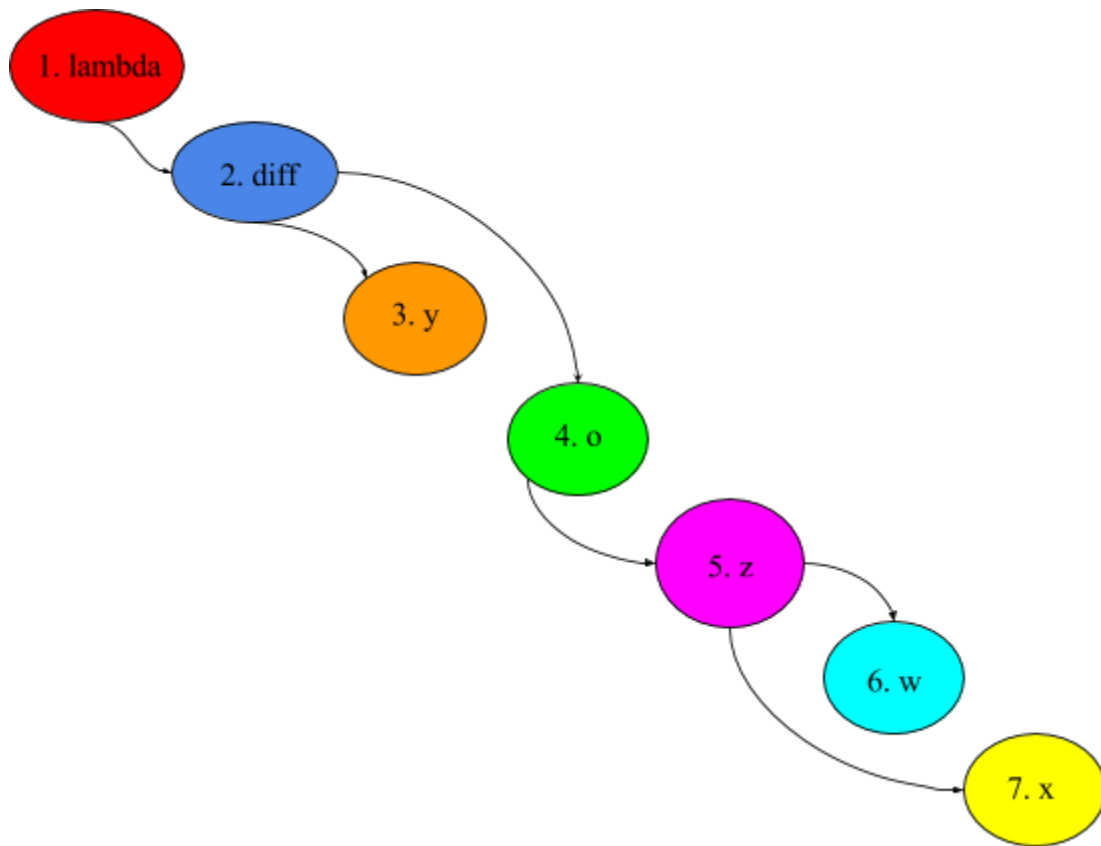 1. lambda
2. diff
3. y
4. o
5. z
6. w
7. x